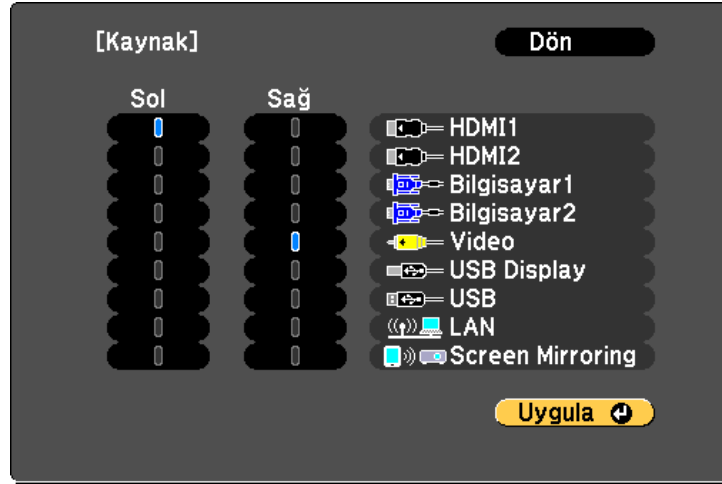 [Kaynak] Dön
Sol Sağ
HDMI1
HDMI2
Bilgisayar1
Bilgisayar2
Video
USB Display
USB
LAN
Screen Mirroring
Uygula